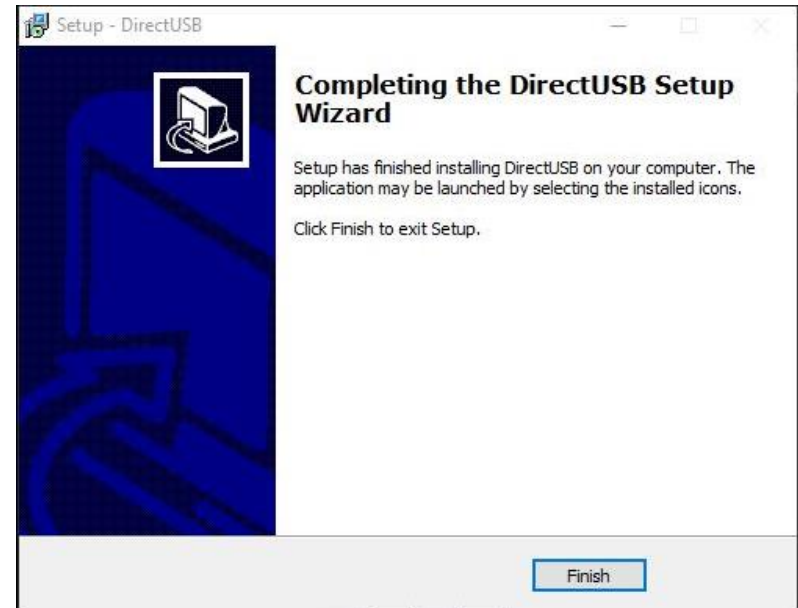 Setup - DirectUSB
Completing the DirectUSB Setup
Wizard
Setup has finished installing DirectUSB on your computer. The
application may be launched by selecting the installed icons.
Click Finish to exit Setup.
Finish